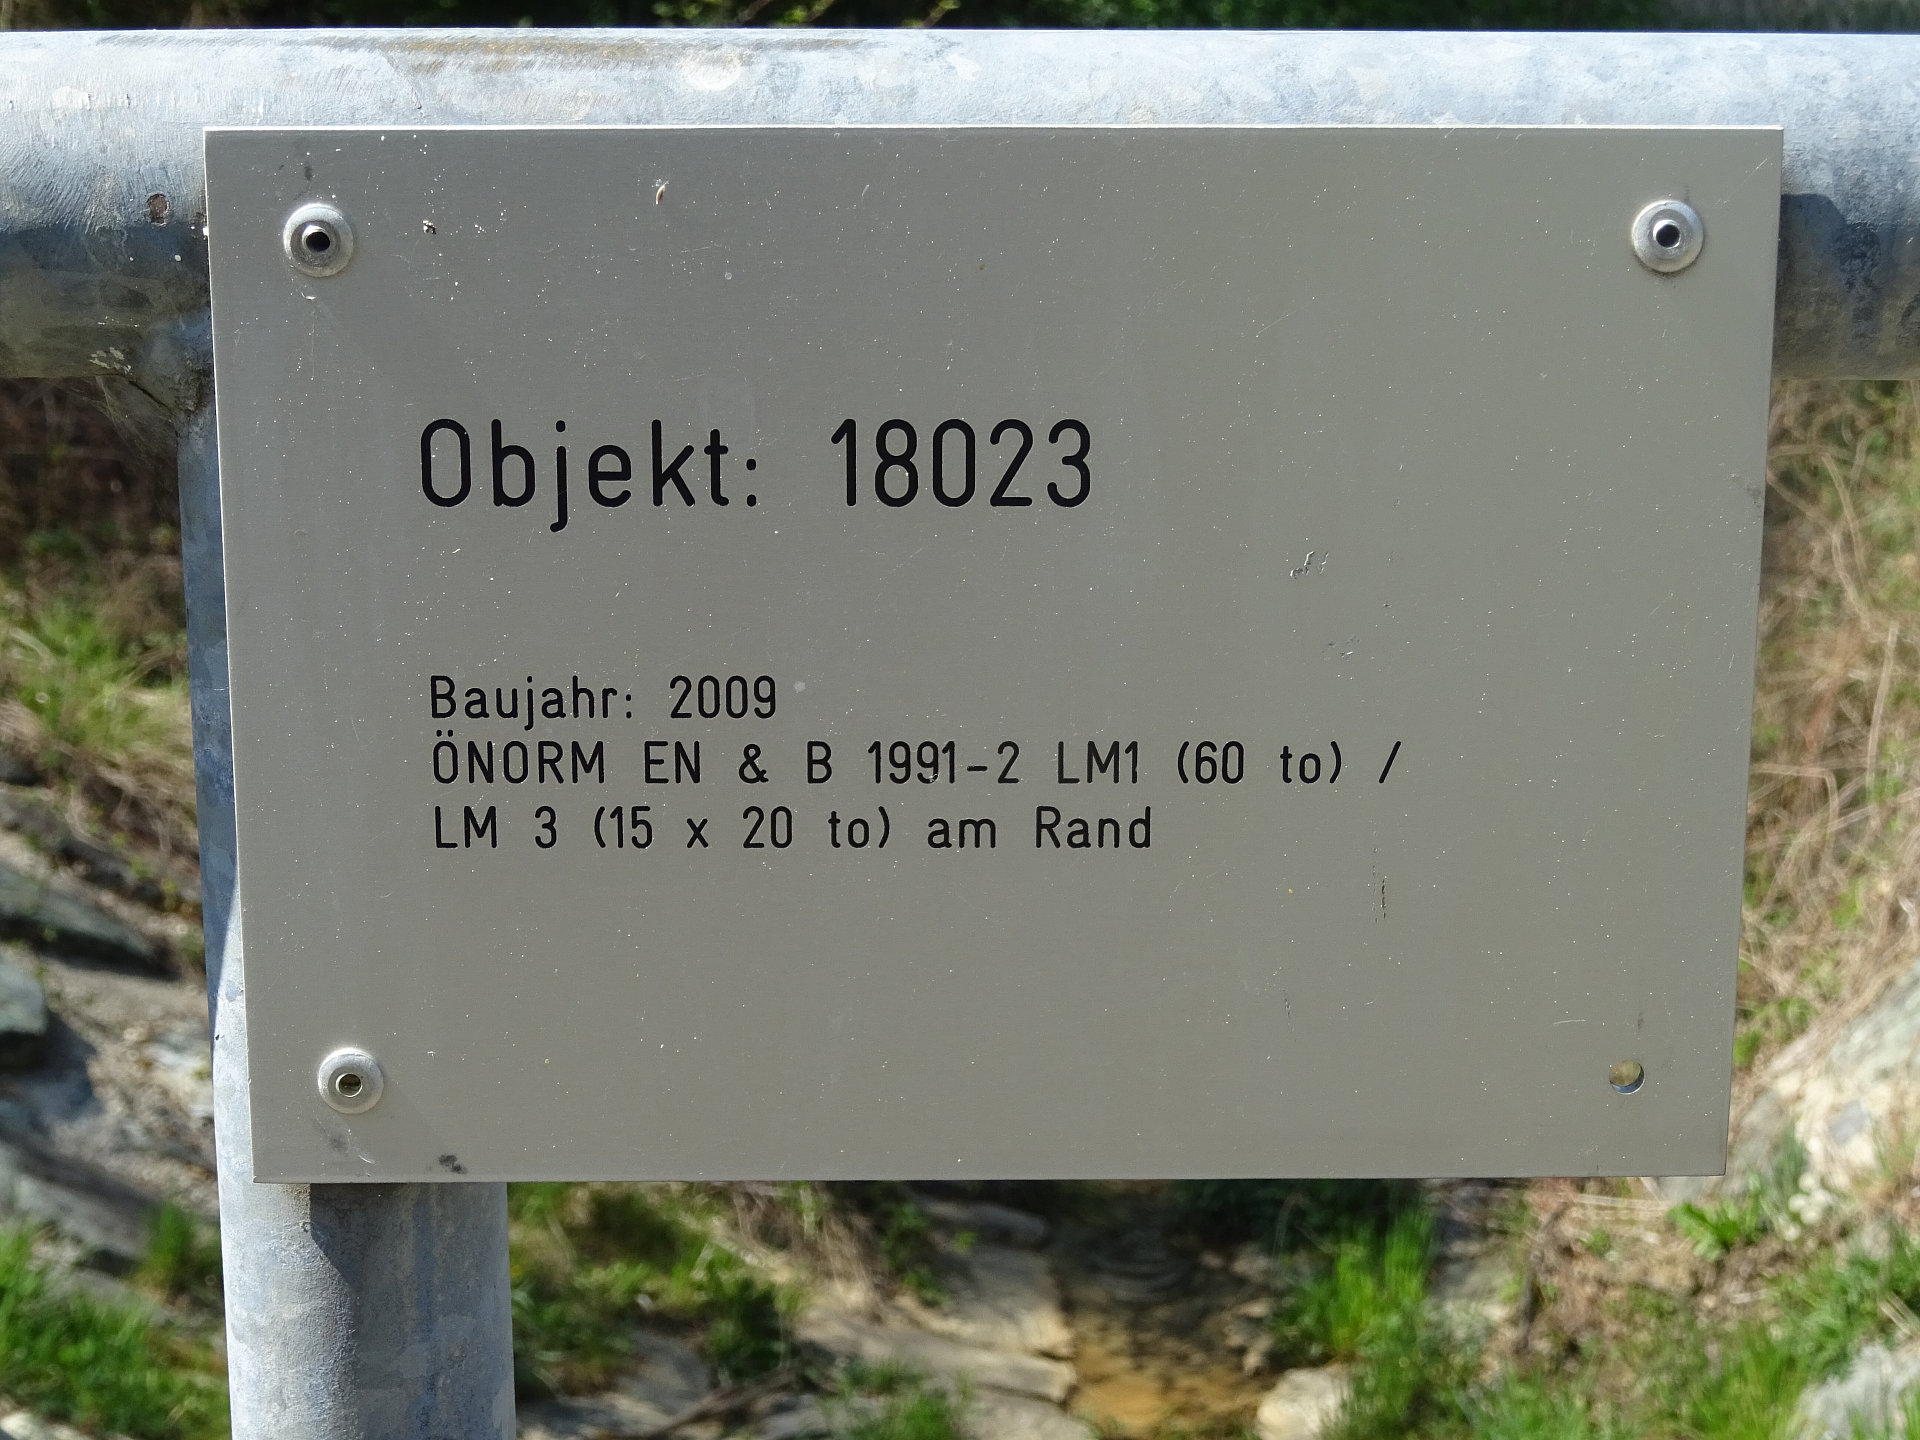 Objekt: 18023
Baujahr: 2009
ÖNORM EN & B 1991-2 LM1 (60 to) /
LM 3 (15 x 20 to) am Rand